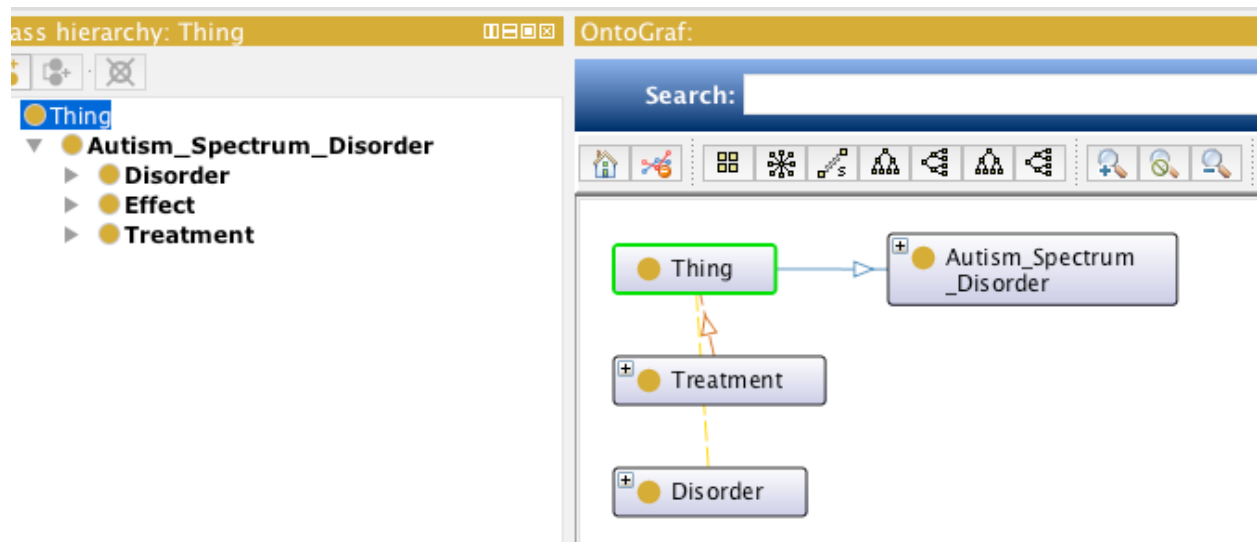 ass hierarchy: Thing
Thing
Autism_Spectrum_Disorder
Disorder
Effect
Treatment
OntoGraf:
Search:
Thing
Autism_Spectrum
_Disorder
Treatment
Disorder